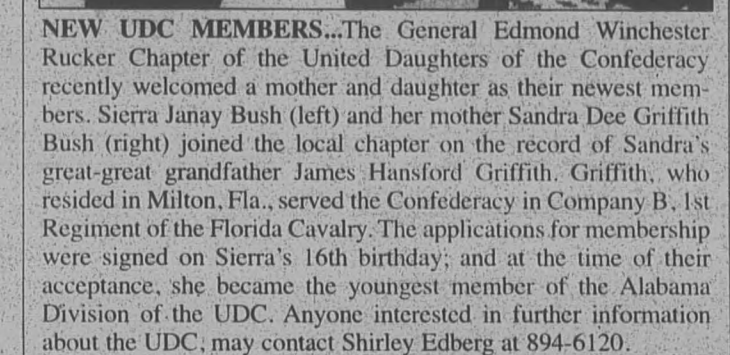 NEW UDC MEMBERS...The General Edmond Winchester
Rucker Chapter of the United Daughters of the Confederacy
recently welcomed a mother and daughter as their newest mem-
bers. Sierra Janay Bush (left) and her mother Sandra Dee Griffith
Bush (right) joined the local chapter on the record of Sandra's
great-great grandfather James Hansford Griffith. Griffith, who
resided in Milton, Fla., served the Confederacy in Company B, 1st
Regiment of the Florida Cavalry. The applications for membership
were signed on Sierra's 16th birthday; and at the time of their
acceptance, she became the youngest member of the Alabama
Division of the UDC. Anyone interested in further information
about the UDC, may contact Shirley Edberg at 894-6120.